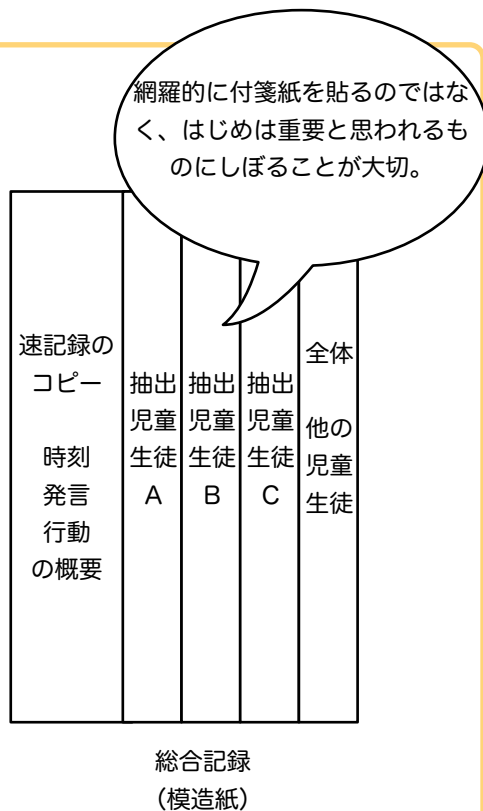 網羅的に付箋紙を貼るのではな
く、はじめは重要と思われるも
のにしぼることが大切。
速記録の
コピー
時刻
発言
行動
の概要
抽出
児童
生徒
A
抽出
児童
生徒
B
抽出
児童
生徒
C
全体
他の
児童
生徒
総合記録
（模造紙）